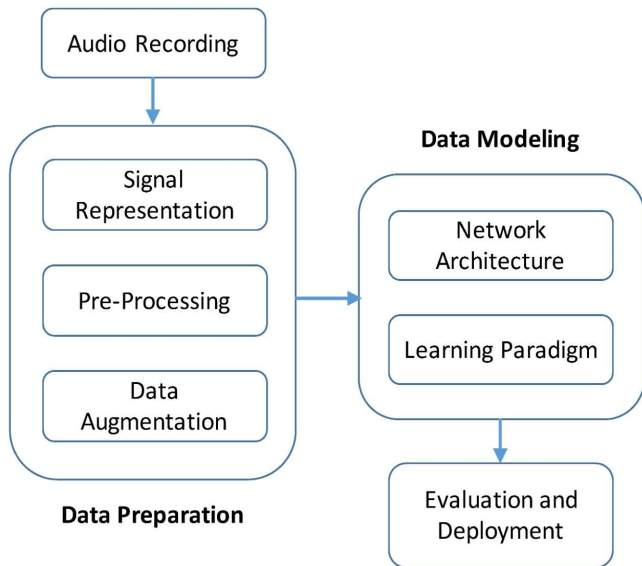 Audio Recording
Signal
Representation
Pre-Processing
Data
Augmentation
Data Preparation
Data Modeling
Network
Architecture
Learning Paradigm
Evaluation and
Deployment